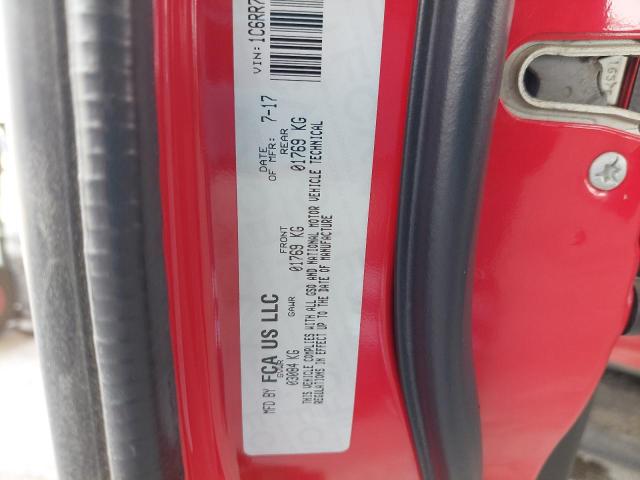 MFD BY FCA US LLC
DATE OF MFR: 7-17
VIN: 1C6RR7
GVWR
03084 KG
GAWR
FRONT
01769 KG
REAR
01769 KG
THIS VEHICLE COMPLIES WITH ALL GSO AND NATIONAL MOTOR VEHICLE TECHNICAL
REGULATIONS IN EFFECT UP TO THE DATE OF MANUFACTURE